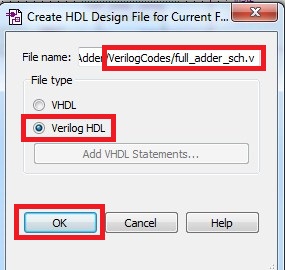 Create HDL Design File for Current F...
File name: Adder/VerilogCodes/full_adder_sch.v
File type
VHDL
Verilog HDL
Add VHDL Statements...
OK Cancel Help